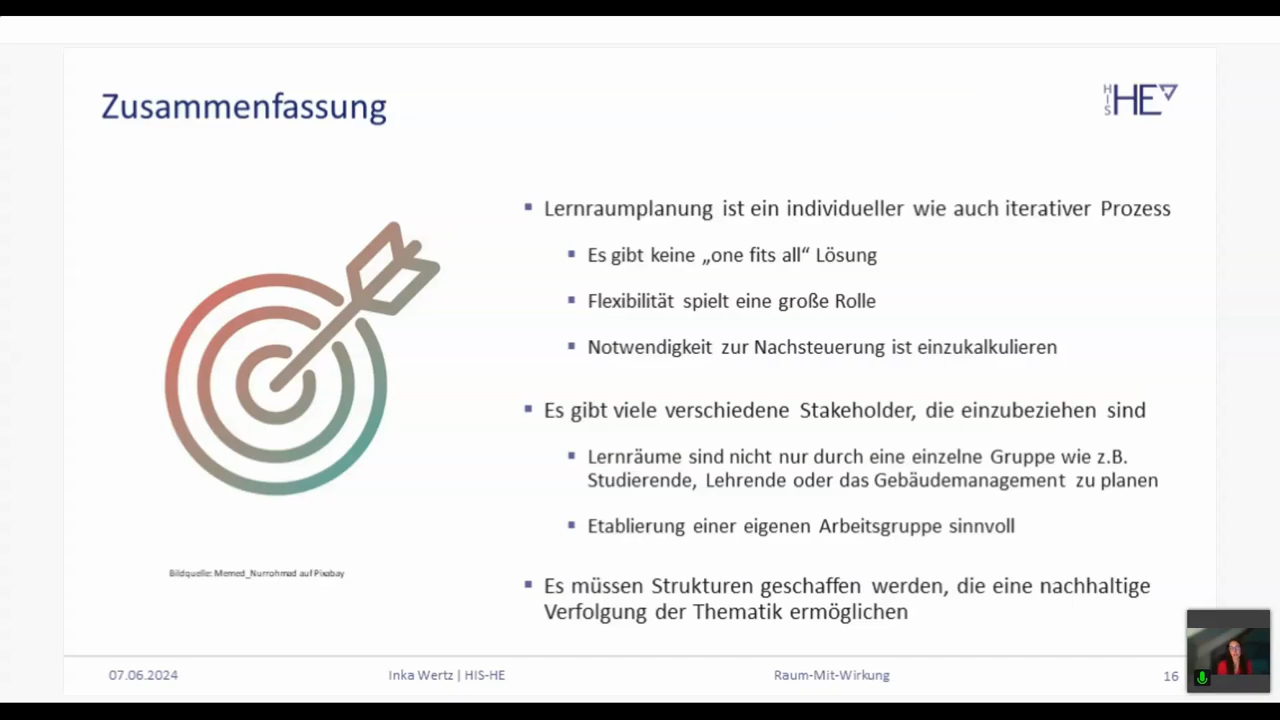 Zusammenfassung
HIS HE
Lernraumplanung ist ein individueller wie auch iterativer Prozess
Es gibt keine „one fits all“ Lösung
Flexibilität spielt eine große Rolle
Notwendigkeit zur Nachsteuerung ist einzukalkulieren
Es gibt viele verschiedene Stakeholder, die einzubeziehen sind
Lernräume sind nicht nur durch eine einzelne Gruppe wie z.B.
Studierende, Lehrende oder das Gebäudemanagement zu planen
Etablierung einer eigenen Arbeitsgruppe sinnvoll
Bildquelle: Memed_Nurrohmad auf Pixabay
Es müssen Strukturen geschaffen werden, die eine nachhaltige
Verfolgung der Thematik ermöglichen
07.06.2024
Inka Wertz | HIS-HE
Raum-Mit-Wirkung
16